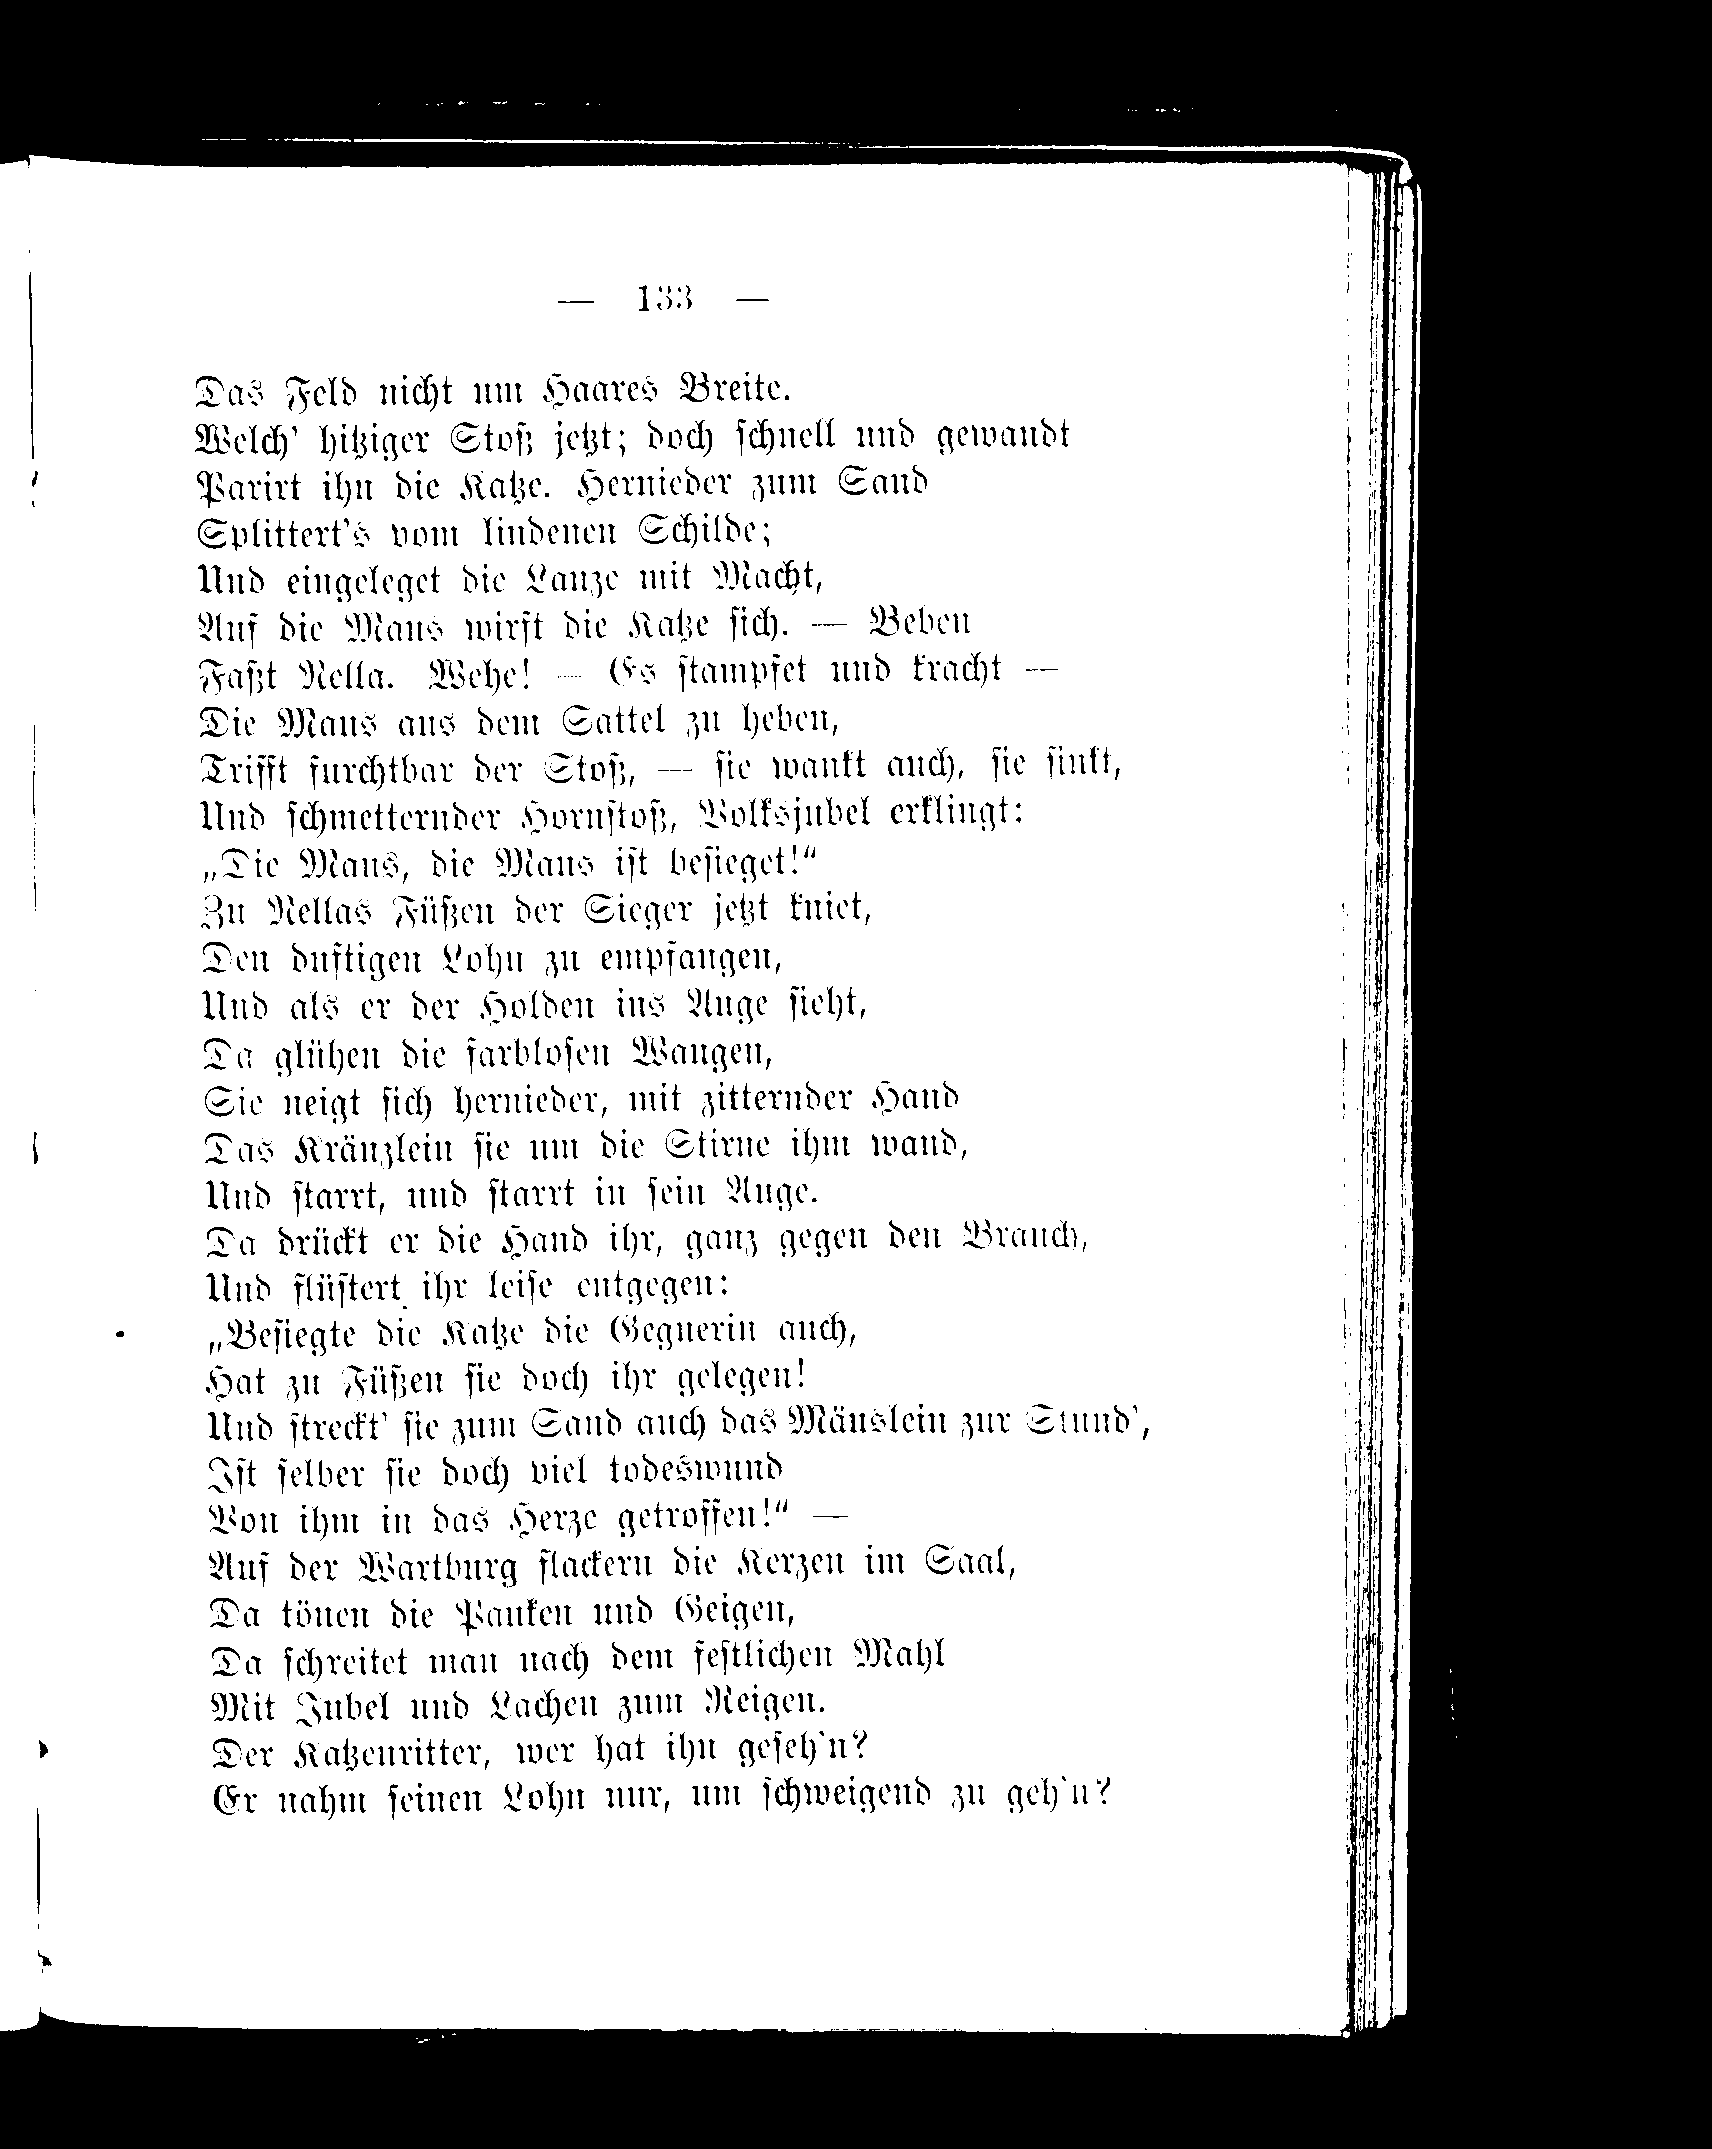 — 133 —
Das Feld nicht um Haares Breite.
Welch' hitziger Stoß jetzt; doch schnell und gewandt
Parirt ihn die Katze. Hernieder zum Sand
Splittert's vom lindenen Schilde;
Und eingeleget die Lanze mit Macht,
Auf die Maus wirft die Katze sich. — Beben
Faßt Nella. Wehe! — Es stampfet und kracht —
Die Maus aus dem Sattel zu heben,
Trifft furchtbar der Stoß, — sie wankt auch, sie sinkt,
Und schmetternder Hornstoß, Volksjubel erklingt:
„Die Maus, die Maus ist besieget!“
Zu Nellas Füßen der Sieger jetzt kniet,
Den duftigen Lohn zu empfangen,
Und als er der Holden ins Auge sieht,
Da glühen die farblosen Wangen,
Sie neigt sich hernieder, mit zitternder Hand
Das Kränzlein sie um die Stirne ihm wand,
Und starrt, und starrt in sein Auge.
Da drückt er die Hand ihr, ganz gegen den Brauch,
Und flüstert ihr leise entgegen:
„Besiegte die Katze die Gegnerin auch,
Hat zu Füßen sie doch ihr gelegen!
Und streckt' sie zum Sand auch das Mäuslein zur Stund',
Ist selber sie doch viel todeswund
Von ihm in das Herze getroffen!“ —
Auf der Wartburg flackern die Kerzen im Saal,
Da tönen die Pauken und Geigen,
Da schreitet man nach dem festlichen Mahl
Mit Jubel und Lachen zum Reigen.
Der Katzenritter, wer hat ihn geseh'n?
Er nahm seinen Lohn nur, um schweigend zu geh'n?